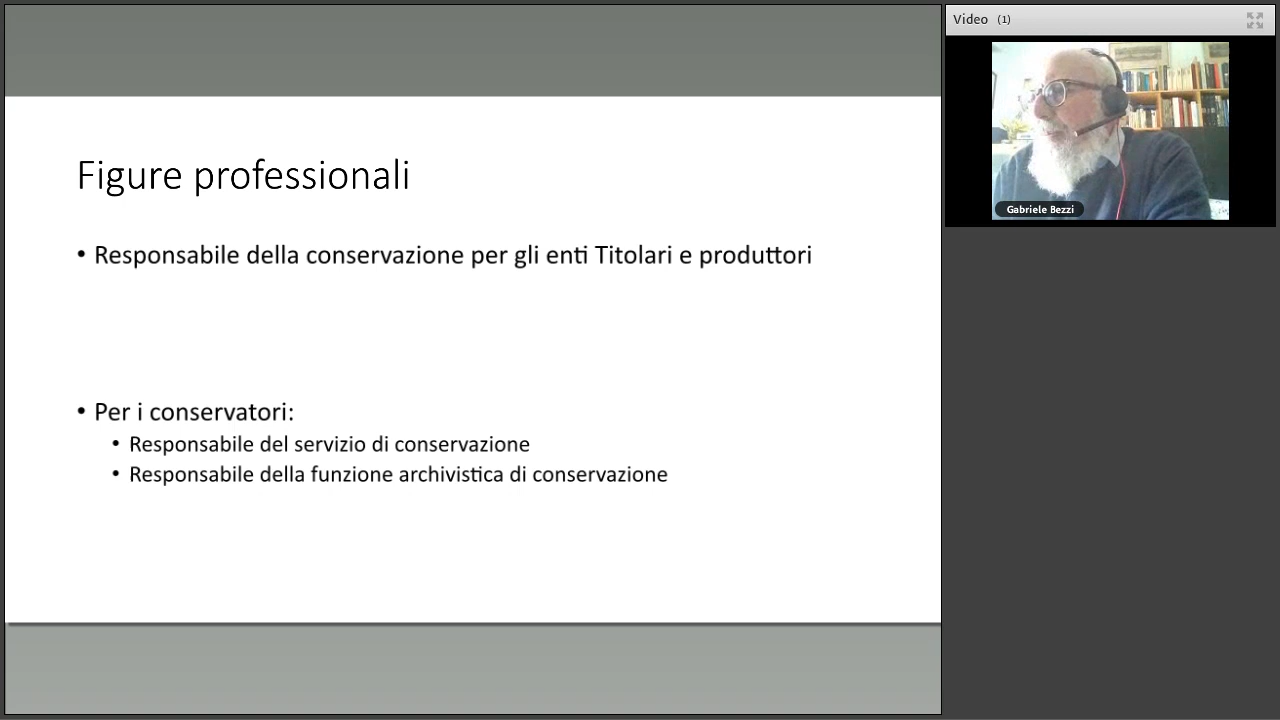 Figure professionali
• Responsabile della conservazione per gli enti Titolari e produttori
• Per i conservatori:
• Responsabile del servizio di conservazione
• Responsabile della funzione archivistica di conservazione
Video (1)
Gabriele Bezzi